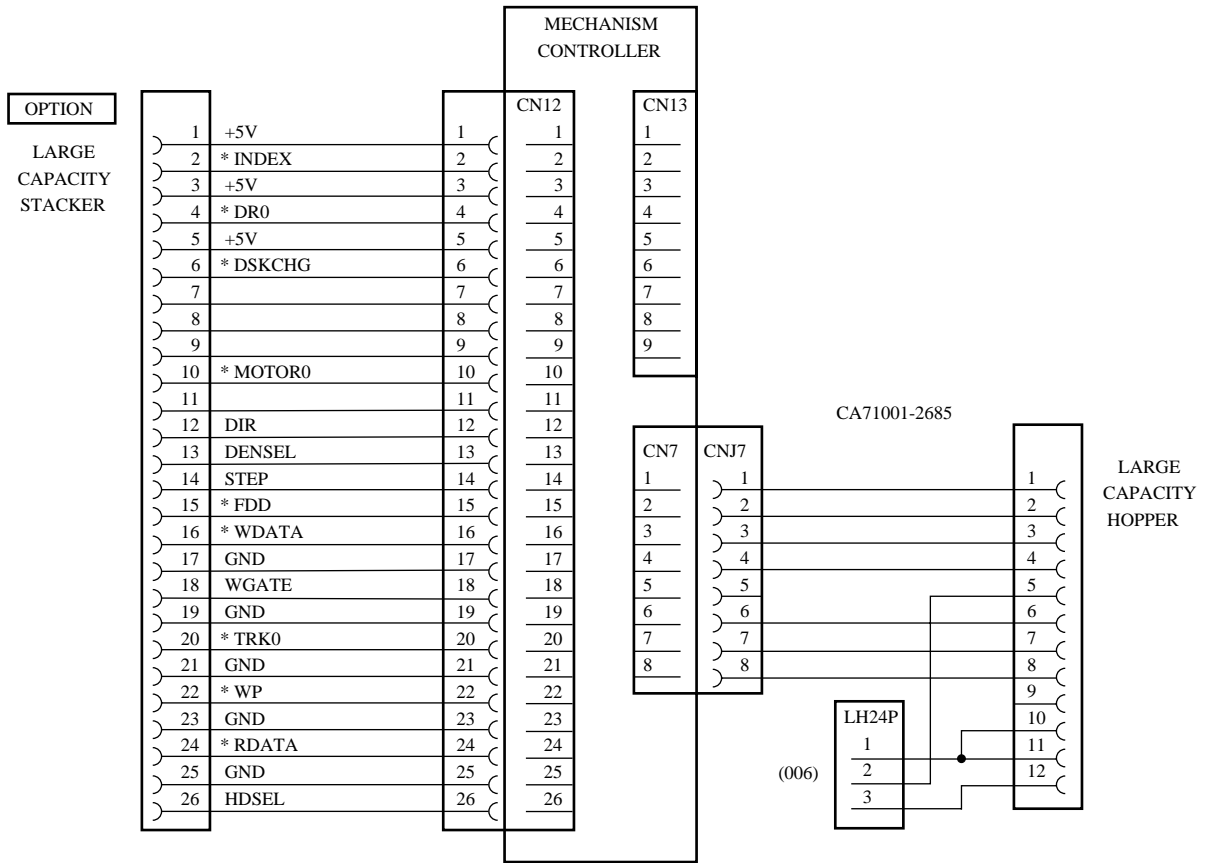 MECHANISM
CONTROLLER
OPTION
LARGE
CAPACITY
STACKER
CN12
CN13
1 +5V 1 1 1
2 * INDEX 2 2 2
3 +5V 3 3 3
4 * DR0 4 4 4
5 +5V 5 5 5
6 * DSKCHG 6 6 6
7 7 7 7
8 8 8 8
9 9 9 9
10 * MOTOR0 10 10
11 11 11
12 DIR 12 12
13 DENSEL 13 13
14 STEP 14 14
15 * FDD 15 15
16 * WDATA 16 16
17 GND 17 17
18 WGATE 18 18
19 GND 19 19
20 * TRK0 20 20
21 GND 21 21
22 * WP 22 22
23 GND 23 23
24 * RDATA 24 24
25 GND 25 25
26 HDSEL 26 26
CA71001-2685
CN7 CNJ7
1 1 1
2 2 2
3 3 3
4 4 4
5 5 5
6 6 6
7 7 7
8 8 8
9
10
11
12
LARGE
CAPACITY
HOPPER
LH24P
1
2
3
(006)